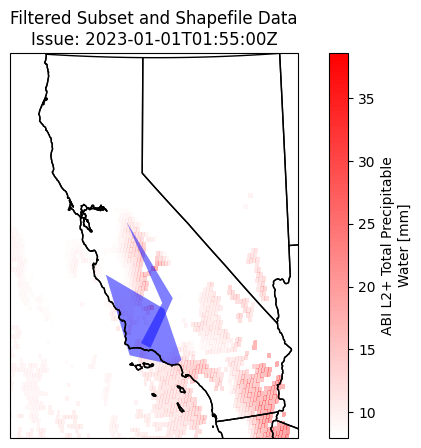 Filtered Subset and Shapefile Data
Issue: 2023-01-01T01:55:00Z
35
30
25
20
15
10
ABI L2+ Total Precipitable
Water [mm]